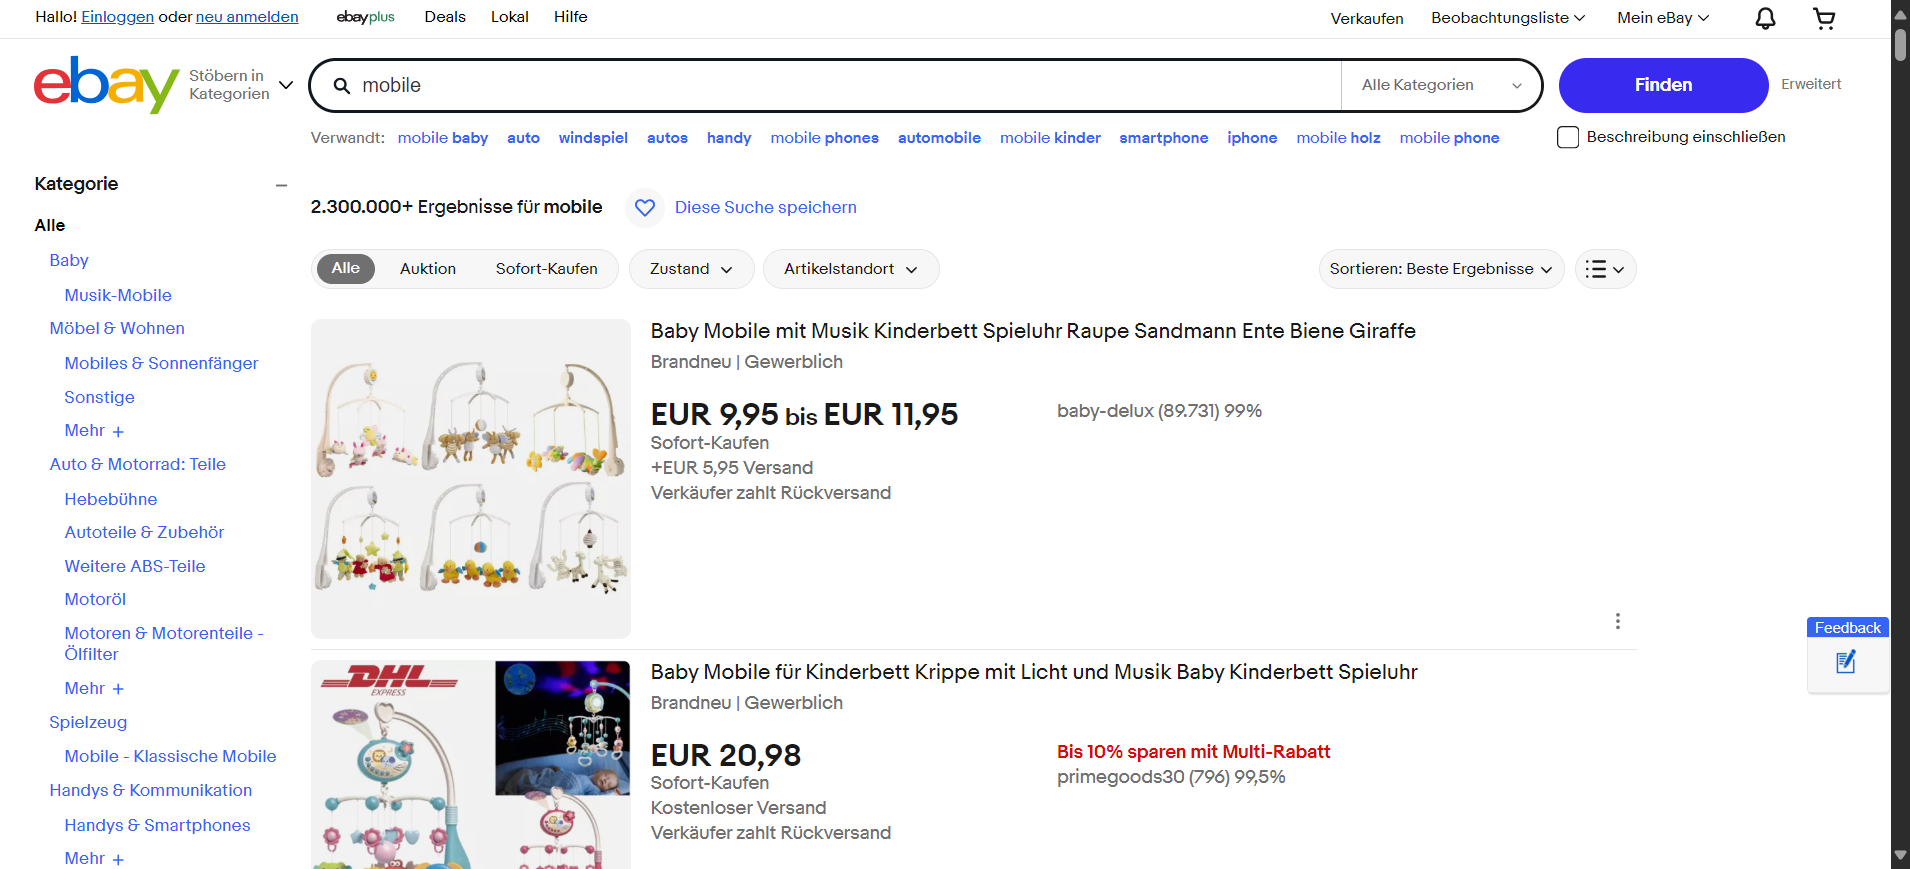 Hallo! Einloggen oder neu anmelden
ebayplus
Deals
Lokal
Hilfe
Verkaufen
Beobachtungsliste
Mein eBay
ebay
Stöbern in
Kategorien
mobile
Alle Kategorien
Finden
Erweitert
Verwandt: mobile baby auto windspiel autos handy mobile phones automobile mobile kinder smartphone iphone mobile holz mobile phone
Beschreibung einschließen
Kategorie
Alle
Baby
Musik-Mobile
Möbel & Wohnen
Mobiles & Sonnenfänger
Sonstige
Mehr +
Auto & Motorrad: Teile
Hebebühne
Autoteile & Zubehör
Weitere ABS-Teile
Motoröl
Motoren & Motorenteile -
Ölfilter
Mehr +
Spielzeug
Mobile - Klassische Mobile
Handys & Kommunikation
Handys & Smartphones
Mehr +
2.300.000+ Ergebnisse für mobile
Diese Suche speichern
Alle
Auktion
Sofort-Kaufen
Zustand
Artikelstandort
Sortieren: Beste Ergebnisse
Baby Mobile mit Musik Kinderbett Spieluhr Raupe Sandmann Ente Biene Giraffe
Brandneu | Gewerblich
EUR 9,95 bis EUR 11,95
Sofort-Kaufen
+EUR 5,95 Versand
Verkäufer zahlt Rückversand
baby-delux (89.731) 99%
DHL
EXPRESS
Baby Mobile für Kinderbett Krippe mit Licht und Musik Baby Kinderbett Spieluhr
Brandneu | Gewerblich
EUR 20,98
Sofort-Kaufen
Kostenloser Versand
Verkäufer zahlt Rückversand
Bis 10% sparen mit Multi-Rabatt
primegoods30 (796) 99,5%
Feedback